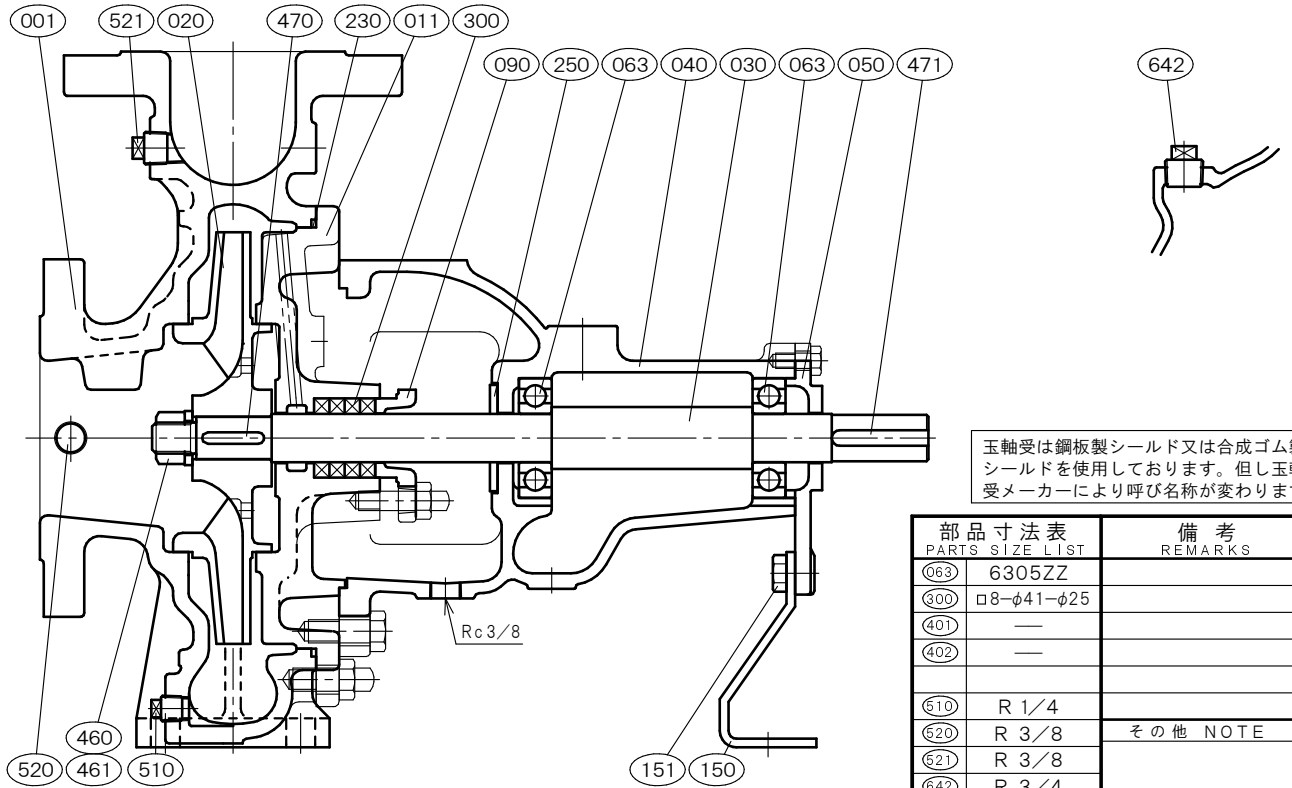 001 521 020 470 230 011 300
090 250 063 040 030 063 050 471
642
玉軸受は鋼板製シールド又は合成ゴム
シールドを使用しております。但し玉
受メーカーにより呼び名称が変わりま
部品寸法表 備考
PARTS SIZE LIST REMARKS
063 6305ZZ
300 □8-φ41-φ25
401 —
402 —
510 R 1/4
520 R 3/8 その他 NOTE
521 R 3/8
642 R 3/4
Rc3/8
460
520 461 510 151 150